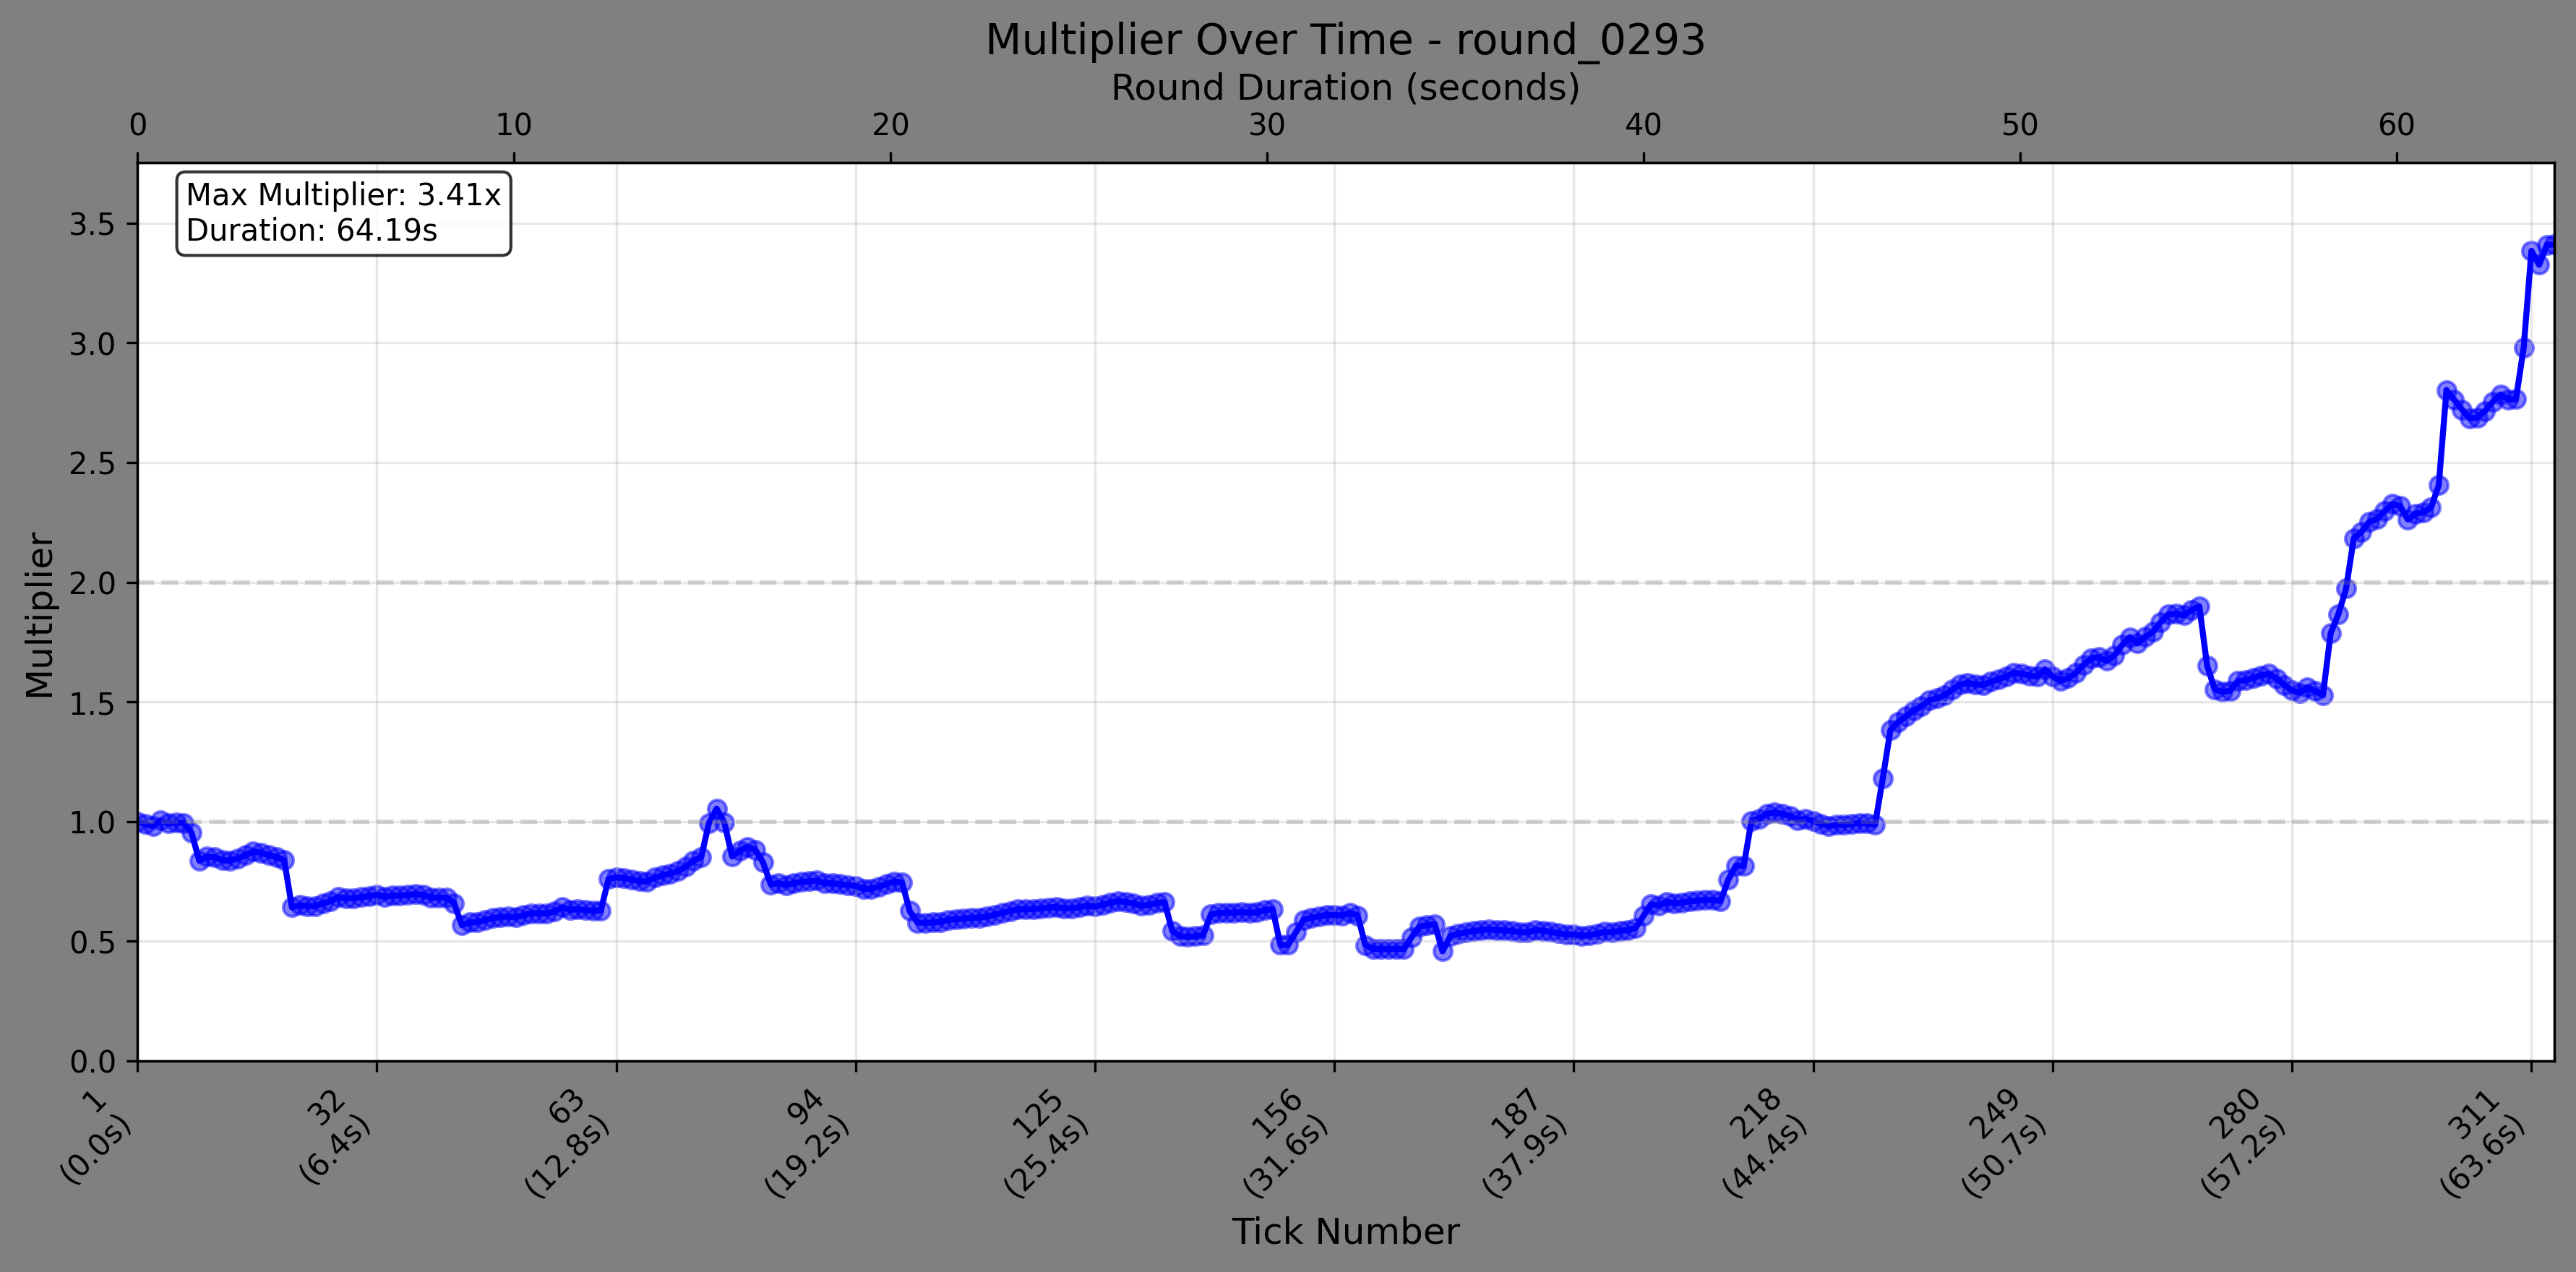 Multiplier Over Time - round_0293
Round Duration (seconds)
0 10 20 30 40 50 60
Max Multiplier: 3.41x
Duration: 64.19s
3.5
3.0
2.5
2.0
1.5
1.0
0.5
0.0
Multiplier
1
(0.0s)
32
(6.4s)
63
(12.8s)
94
(19.2s)
125
(25.4s)
156
(31.6s)
187
(37.9s)
218
(44.4s)
249
(50.7s)
280
(57.2s)
311
(63.6s)
Tick Number